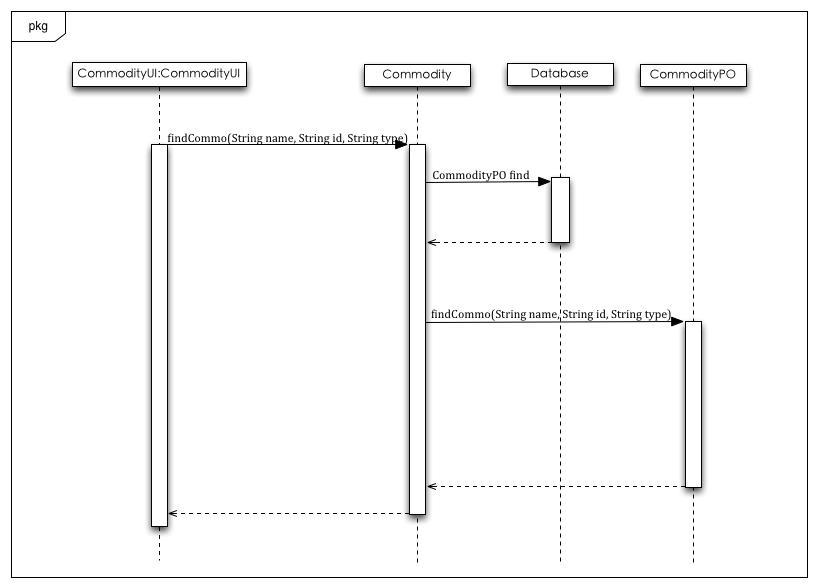 pkg
CommodityUI:CommodityUI
Commodity
Database
CommodityPO
findCommo(String name, String id, String type)
CommodityPO find
findCommo(String name, String id, String type)